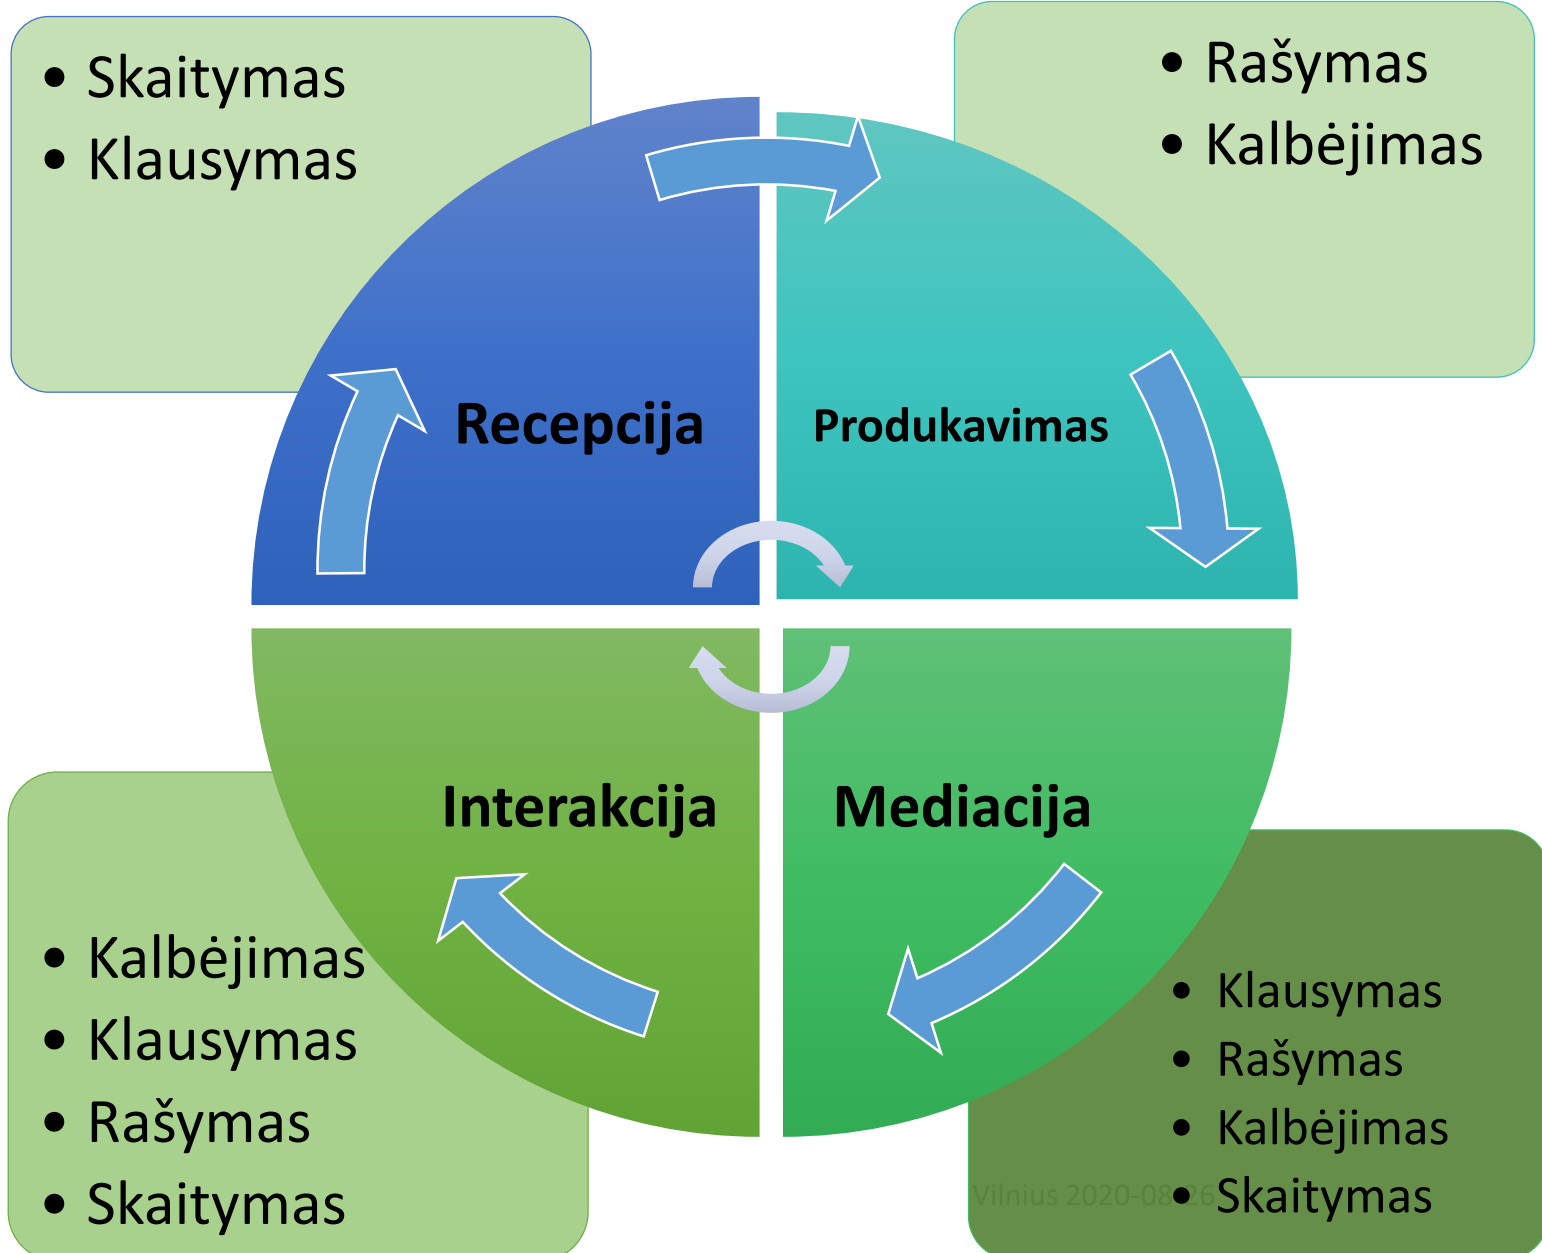 • Skaitymas
• Klausymas
• Rašymas
• Kalbėjimas
Recepcija
Produkavimas
Interakcija
Mediacija
• Kalbėjimas
• Klausymas
• Rašymas
• Skaitymas
• Klausymas
• Rašymas
• Kalbėjimas
• Skaitymas
Vilnius 2020-08-26